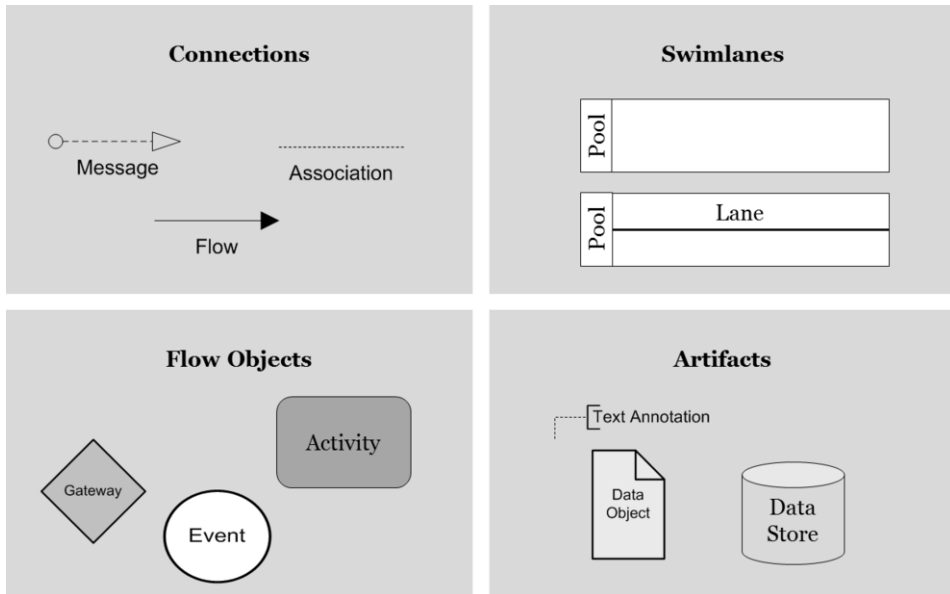 Connections
Message
Association
Flow
Swimlanes
Pool
Pool
Lane
Flow Objects
Gateway
Event
Activity
Artifacts
Text Annotation
Data
Object
Data
Store